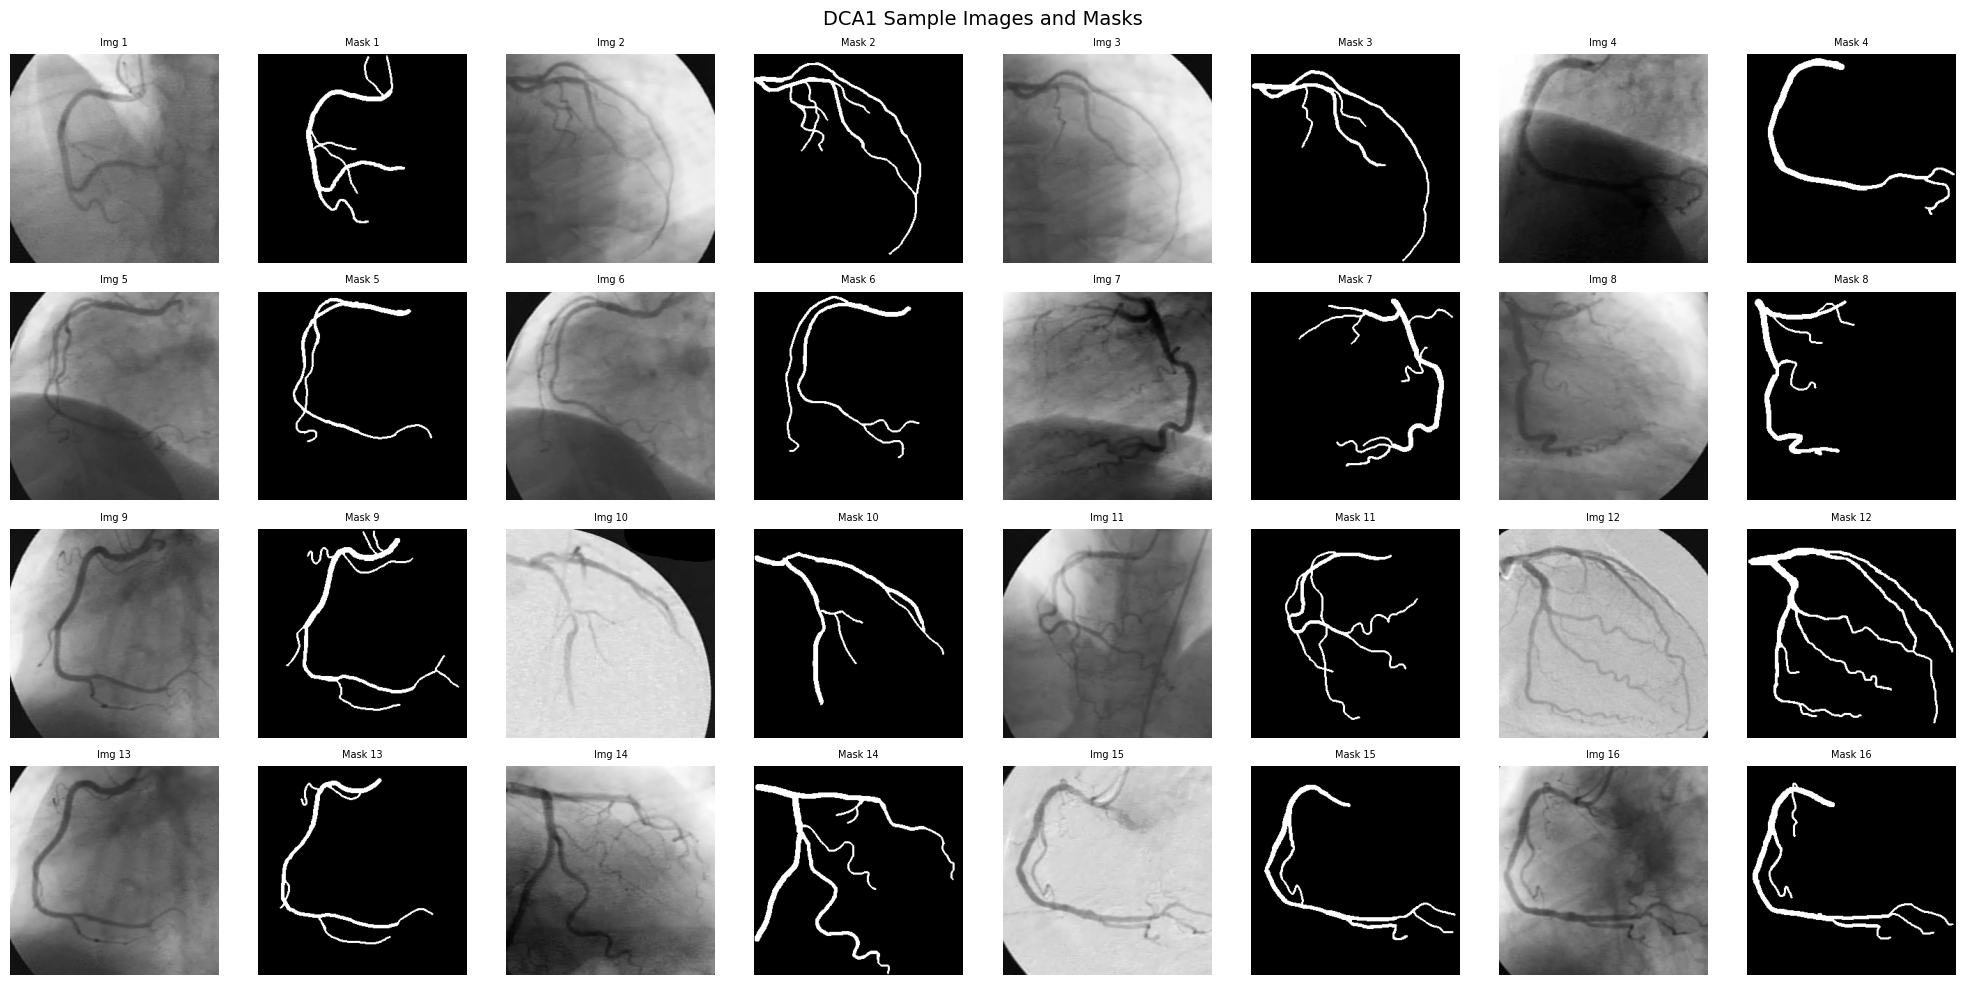 DCA1 Sample Images and Masks
Img 1 Mask 1 Img 2 Mask 2 Img 3 Mask 3 Img 4 Mask 4
Img 5 Mask 5 Img 6 Mask 6 Img 7 Mask 7 Img 8 Mask 8
Img 9 Mask 9 Img 10 Mask 10 Img 11 Mask 11 Img 12 Mask 12
Img 13 Mask 13 Img 14 Mask 14 Img 15 Mask 15 Img 16 Mask 16